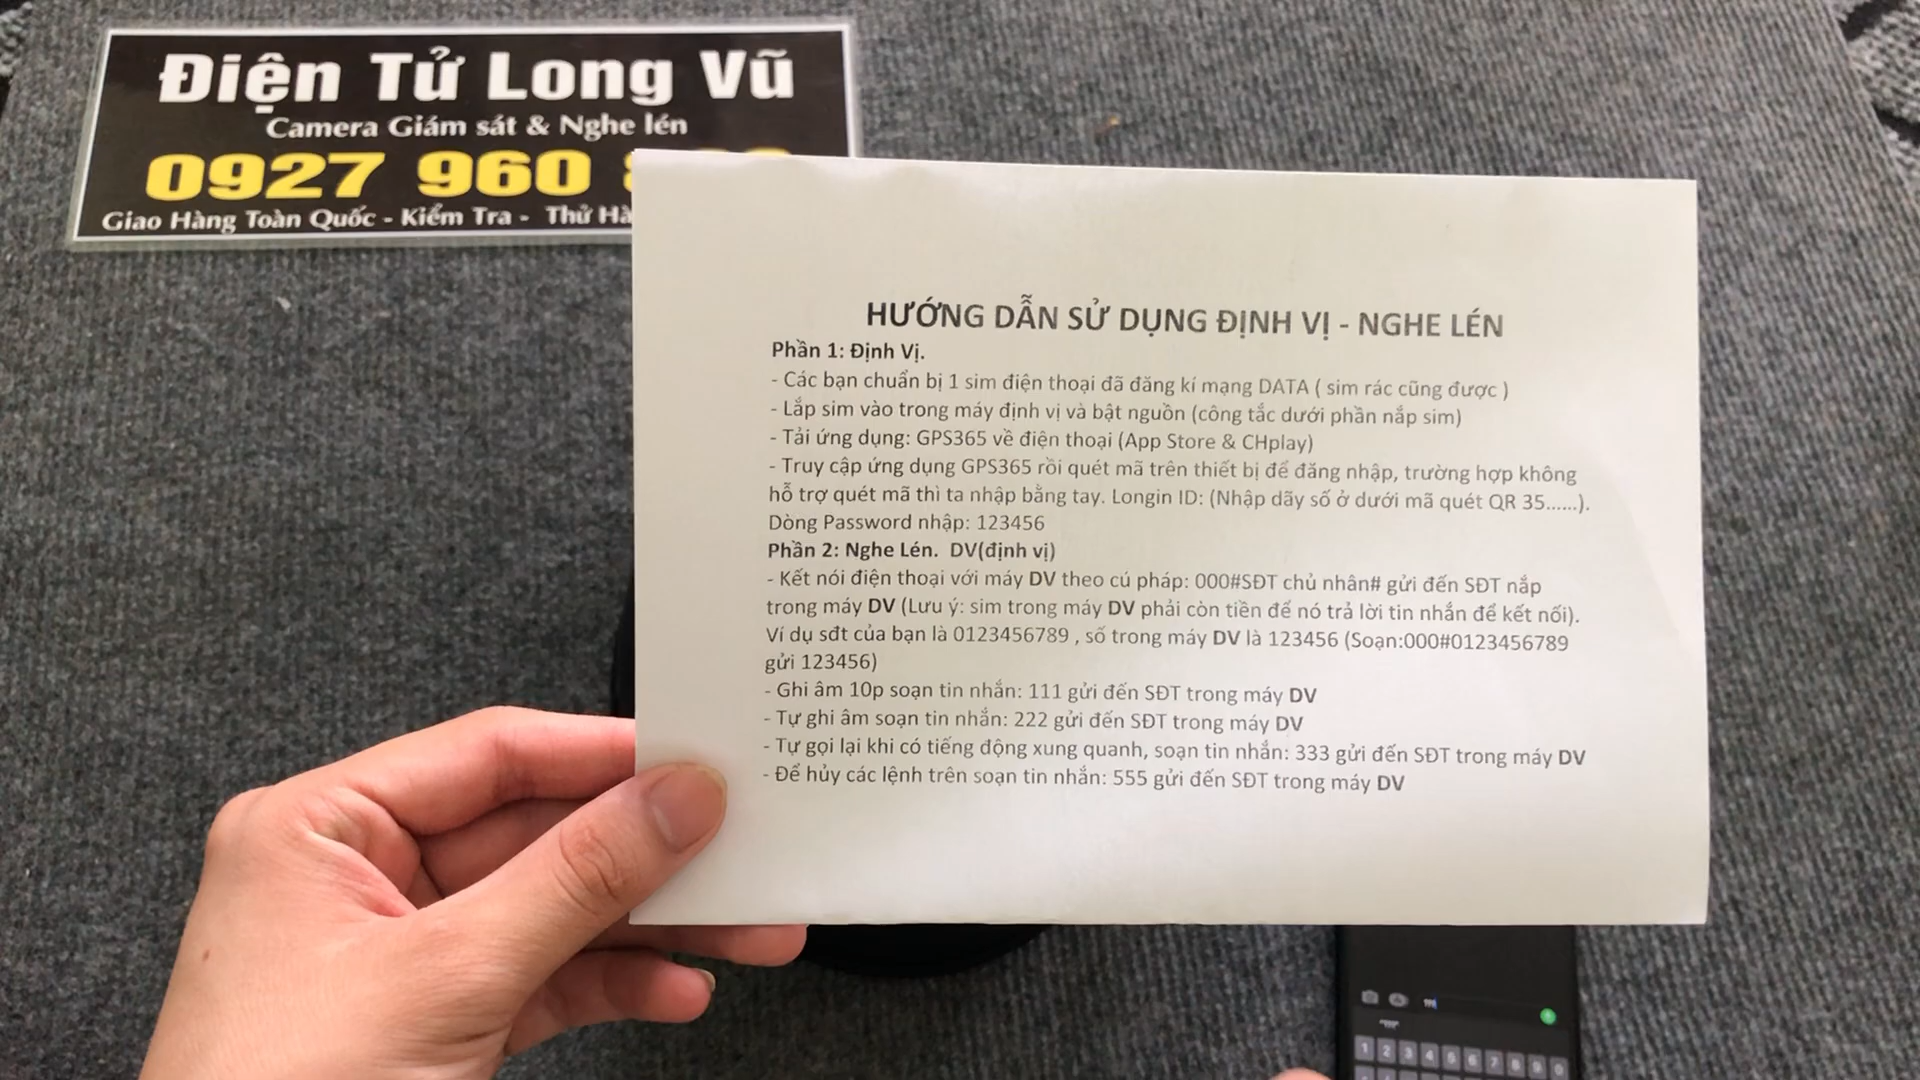 Điện Tử Long Vũ
Camera Giám sát & Nghe lén
0927 960
Giao Hàng Toàn Quốc - Kiểm Tra - Thử
HƯỚNG DẪN SỬ DỤNG ĐỊNH VỊ - NGHE LÉN
Phần 1: Định Vị.
- Các bạn chuẩn bị 1 sim điện thoại đã đăng kí mạng DATA ( sim rác cũng được )
- Lắp sim vào trong máy định vị và bật nguồn (công tắc dưới phần nắp sim)
- Tải ứng dụng: GPS365 về điện thoại (App Store & CHplay)
- Truy cập ứng dụng GPS365 rồi quét mã trên thiết bị để đăng nhập, trường hợp không
hỗ trợ quét mã thì ta nhập bằng tay. Longin ID: (Nhập dãy số ở dưới mã quét QR 35......).
Dòng Password nhập: 123456
Phần 2: Nghe Lén. DV(định vị)
- Kết nói điện thoại với máy DV theo cú pháp: 000#SĐT chủ nhân# gửi đến SĐT nắp
trong máy DV (Lưu ý: sim trong máy DV phải còn tiền để nó trả lời tin nhắn để kết nối).
Ví dụ sđt của bạn là 0123456789 , số trong máy DV là 123456 (Soạn:000#0123456789
gửi 123456)
- Ghi âm 10p soạn tin nhắn: 111 gửi đến SĐT trong máy DV
- Tự ghi âm soạn tin nhắn: 222 gửi đến SĐT trong máy DV
- Tự gọi lại khi có tiếng động xung quanh, soạn tin nhắn: 333 gửi đến SĐT trong máy DV
- Để hủy các lệnh trên soạn tin nhắn: 555 gửi đến SĐT trong máy DV
1 2 3 4 5 6 7 8 9 0